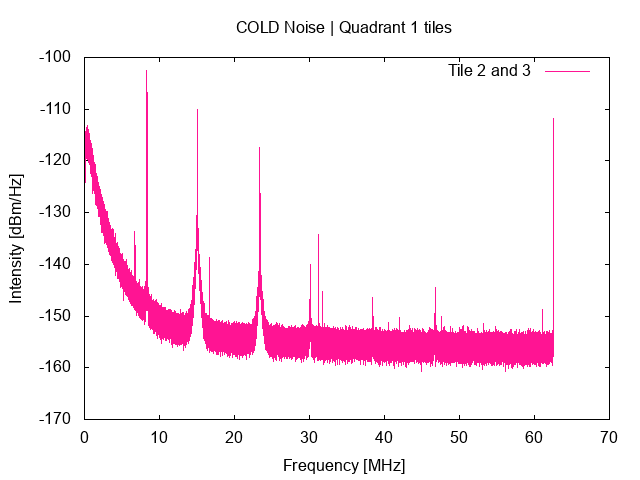 COLD Noise | Quadrant 1 tiles
Tile 2 and 3
-100
-110
-120
-130
-140
-150
-160
-170
Intensity [dBm/Hz]
0 10 20 30 40 50 60 70
Frequency [MHz]